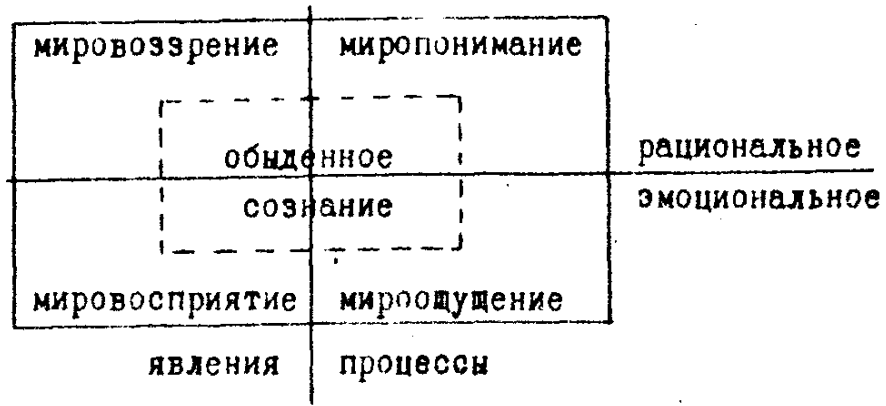 мировоззрение миропонимание
обыденное
рациональное
сознание
эмоциональное
мировосприятие мироощущение
явления процессы